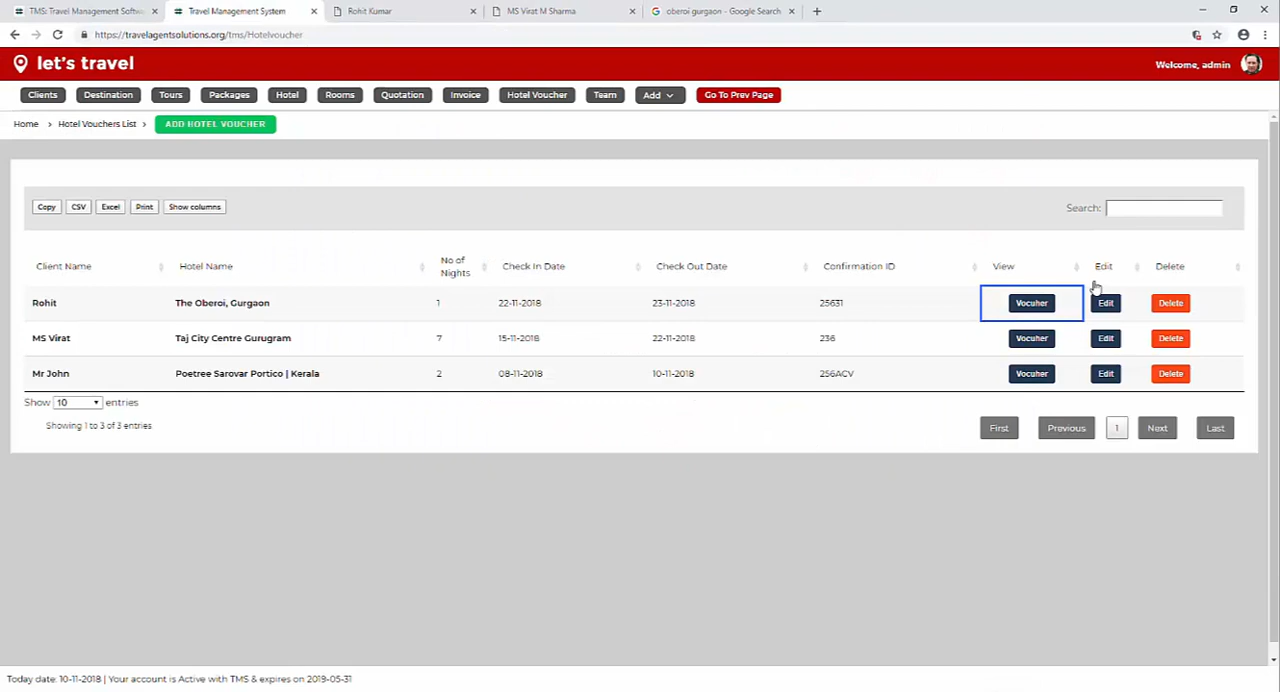 TMS: Travel Management Softw
Travel Management System
Rohit Kumar
MS Virat M Sharma
oberoi gurgaon - Google Search
https://travelagentsolutions.org/tms/Hotelvoucher
let's travel
Welcome, admin
Clients Destination Tours Packages Hotel Rooms Quotation Invoice Hotel Voucher Team Add Go To Prev Page
Home > Hotel Vouchers List > ADD HOTEL VOUCHER
Copy CSV Excel Print Show columns Search:
Client Name Hotel Name No of Nights Check In Date Check Out Date Confirmation ID View Edit Delete
Rohit The Oberoi, Gurgaon 1 22-11-2018 23-11-2018 25631 Vocuher Edit Delete
MS Virat Taj City Centre Gurugram 7 15-11-2018 22-11-2018 236 Vocuher Edit Delete
Mr John Poetree Sarovar Portico | Kerala 2 08-11-2018 10-11-2018 256ACV Vocuher Edit Delete
Show 10 entries
Showing 1 to 3 of 3 entries
First Previous 1 Next Last
Today date: 10-11-2018 | Your account is Active with TMS & expires on 2019-05-31